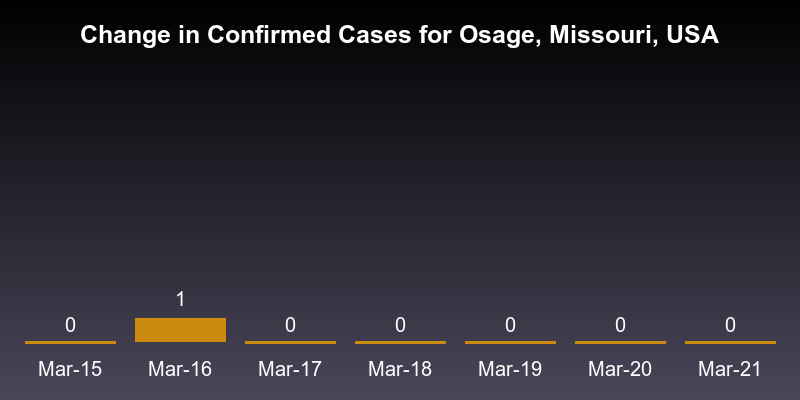 Change in Confirmed Cases for Osage, Missouri, USA
1
0 0 0 0 0 0
Mar-15 Mar-16 Mar-17 Mar-18 Mar-19 Mar-20 Mar-21